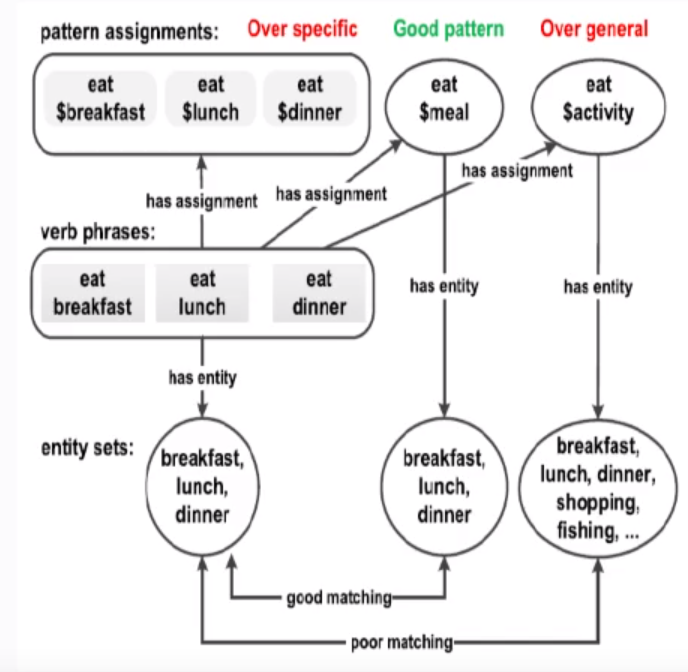 pattern assignments: Over specific Good pattern Over general
eat eat eat eat eat
$breakfast $lunch $dinner $meal $activity
has assignment has assignment has assignment
verb phrases:
eat eat eat
breakfast lunch dinner
has entity has entity
has entity
entity sets:
breakfast, breakfast, breakfast,
lunch, lunch, lunch, dinner,
dinner dinner shopping,
fishing, ...
good matching
poor matching